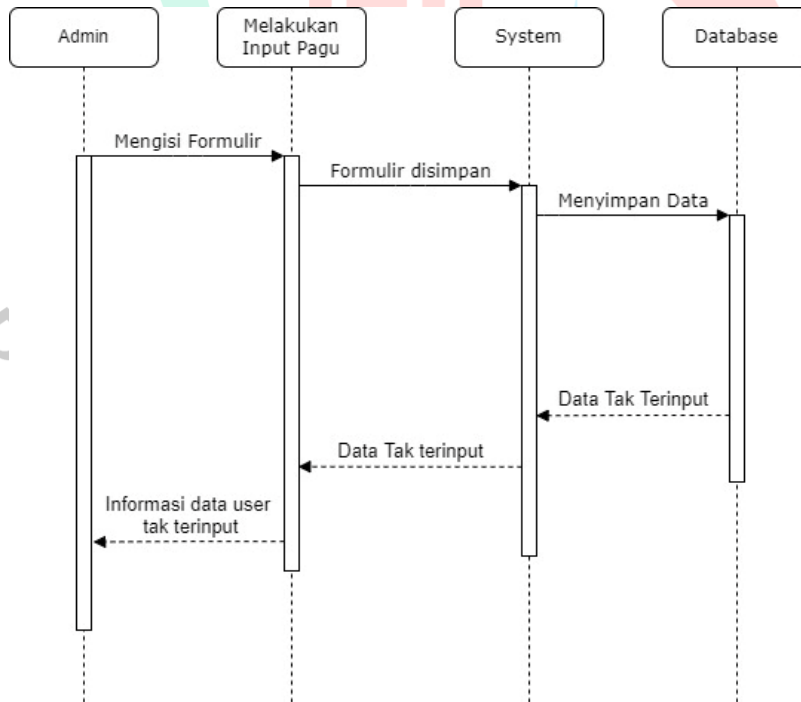 Admin
Melakukan
Input Pagu
System
Database
Mengisi Formulir
Formulir disimpan
Menyimpan Data
Data Tak Terinput
Data Tak terinput
Informasi data user
tak terinput